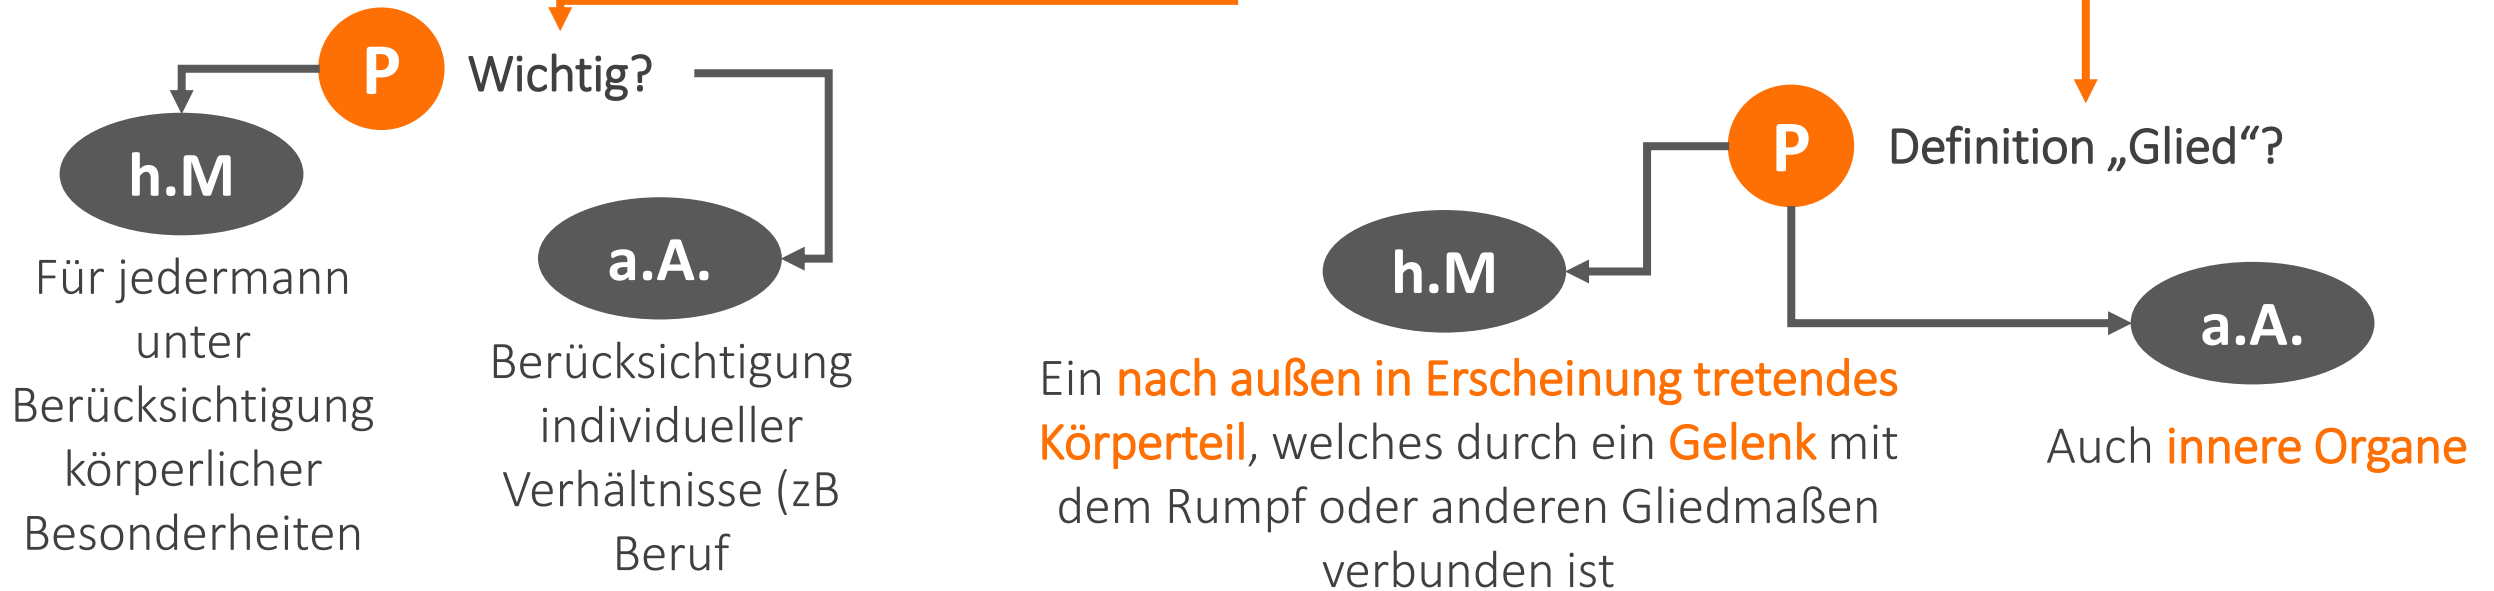 P
Wichtig?
h.M
Für jedermann
unter
Berücksichtigung
körperlicher
Besonderheiten
a.A.
Berücksichtigung
individueller
Verhältnisse (zB
Beruf
P
Definition „Glied“?
h.M
Ein nach außen in Erscheinung tretendes
Körperteil, welches durch ein Gelenk mit
dem Rumpf oder anderen Gliedmaßen
verbunden ist
a.A.
Auch innere Organe